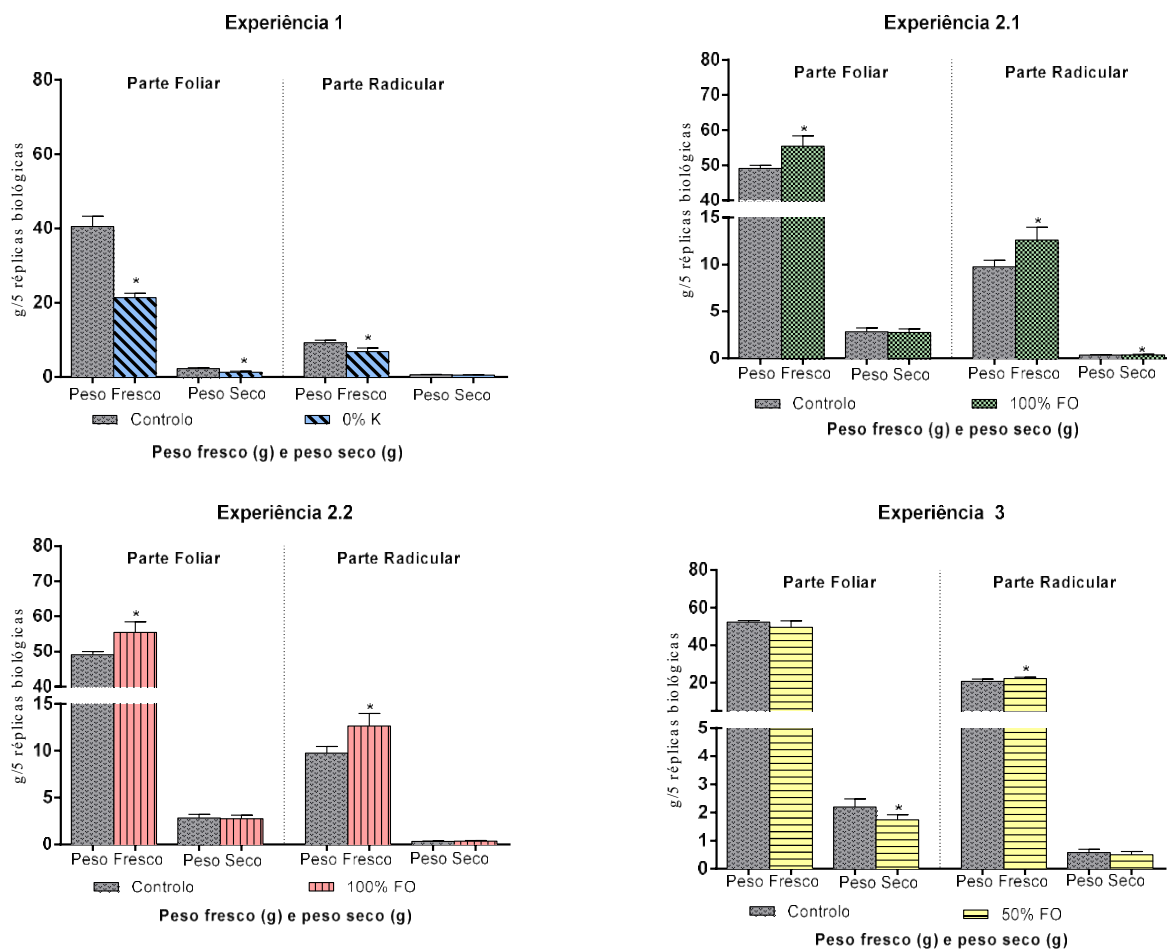 Experiência 1
Parte Foliar
Parte Radicular
g/5 réplicas biológicas
80
60
40
20
0
*
*
*
Peso Fresco
Peso Seco
Peso Fresco
Peso Seco
Controlo
0% K
Peso fresco (g) e peso seco (g)
Experiência 2.1
Parte Foliar
Parte Radicular
g/5 réplicas biológicas
80
70
60
50
40
15
10
5
0
*
*
*
Peso Fresco
Peso Seco
Peso Fresco
Peso Seco
Controlo
100% FO
Peso fresco (g) e peso seco (g)
Experiência 2.2
Parte Foliar
Parte Radicular
g/5 réplicas biológicas
80
70
60
50
40
15
10
5
0
*
*
Peso Fresco
Peso Seco
Peso Fresco
Peso Seco
Controlo
100% FO
Peso fresco (g) e peso seco (g)
Experiência 3
Parte Foliar
Parte Radicular
g/5 réplicas biológicas
80
60
40
20
5
4
3
2
1
0
*
*
Peso Fresco
Peso Seco
Peso Fresco
Peso Seco
Controlo
50% FO
Peso fresco (g) e peso seco (g)